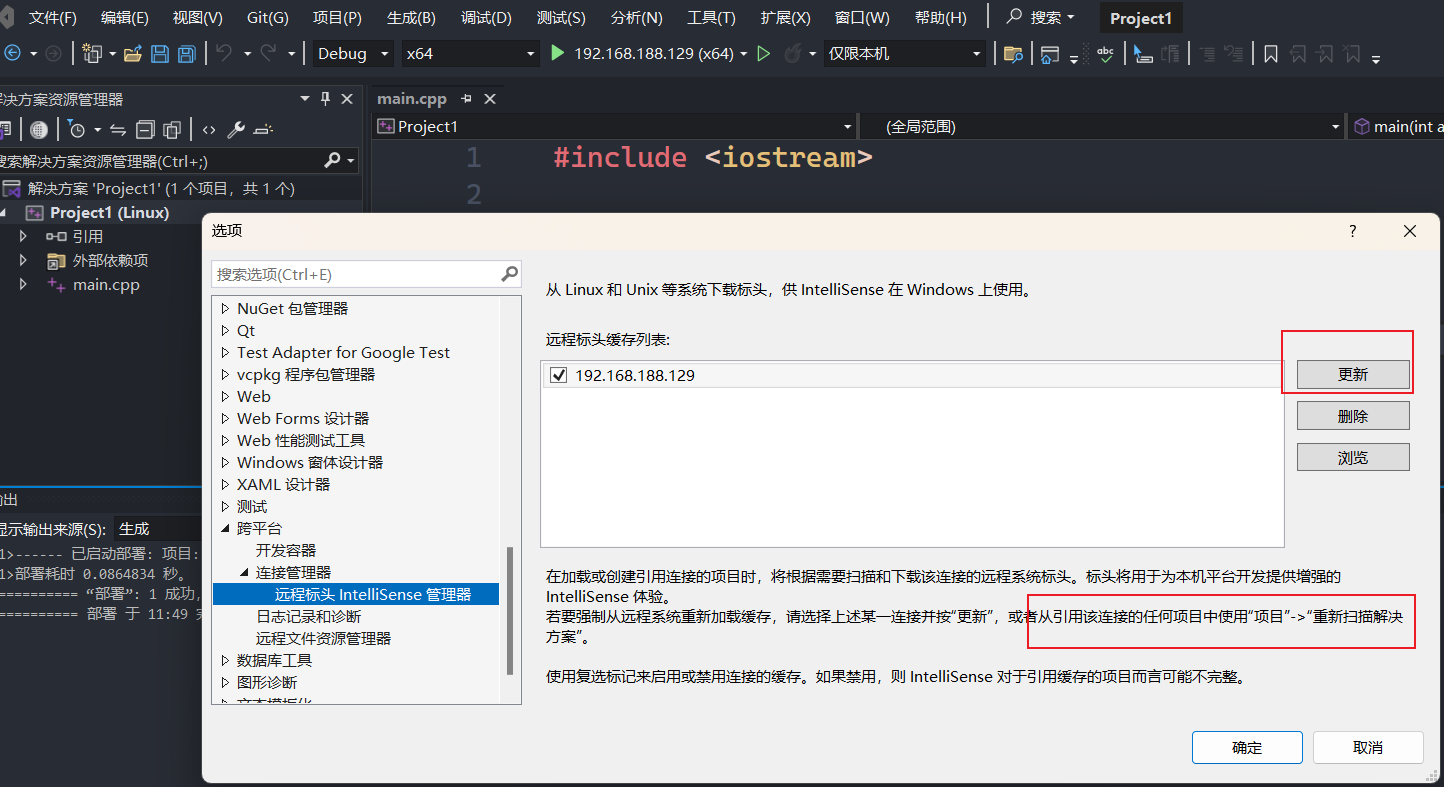 文件(F) 编辑(E) 视图(V) Git(G) 项目(P) 生成(B) 调试(D) 测试(S) 分析(N) 工具(T) 扩展(X) 窗口(W) 帮助(H) 搜索 Project1
Debug x64 192.168.188.129 (x64) 仅限本机 abc
解决方案资源管理器
main.cpp
Project1 (全局范围) main(int a
搜索解决方案资源管理器(Ctrl+;)
1 #include <iostream>
2
解决方案 'Project1' (1 个项目，共 1 个)
Project1 (Linux)
引用
外部依赖项
main.cpp
选项 ?
搜索选项(Ctrl+E)
NuGet 包管理器
Qt
Test Adapter for Google Test
vcpkg 程序包管理器
Web
Web Forms 设计器
Web 性能测试工具
Windows 窗体设计器
XAML 设计器
测试
跨平台
开发容器
连接管理器
远程标头 IntelliSense 管理器
日志记录和诊断
远程文件资源管理器
数据库工具
图形诊断
从 Linux 和 Unix 等系统下载标头，供 IntelliSense 在 Windows 上使用。
远程标头缓存列表:
192.168.188.129
更新
删除
浏览
在加载或创建引用连接的项目时，将根据需要扫描和下载该连接的远程系统标头。标头将用于为本机平台开发提供增强的
IntelliSense 体验。
若要强制从远程系统重新加载缓存，请选择上述某一连接并按“更新”，或者从引用该连接的任何项目中使用“项目”->“重新扫描解决
方案”。
使用复选标记来启用或禁用连接的缓存。如果禁用，则 IntelliSense 对于引用缓存的项目而言可能不完整。
确定 取消
输出
显示输出来源(S): 生成
1>------ 已启动部署: 项目:
1>部署耗时 0.0864834 秒。
========== “部署”: 1 成功,
========== 部署 于 11:49